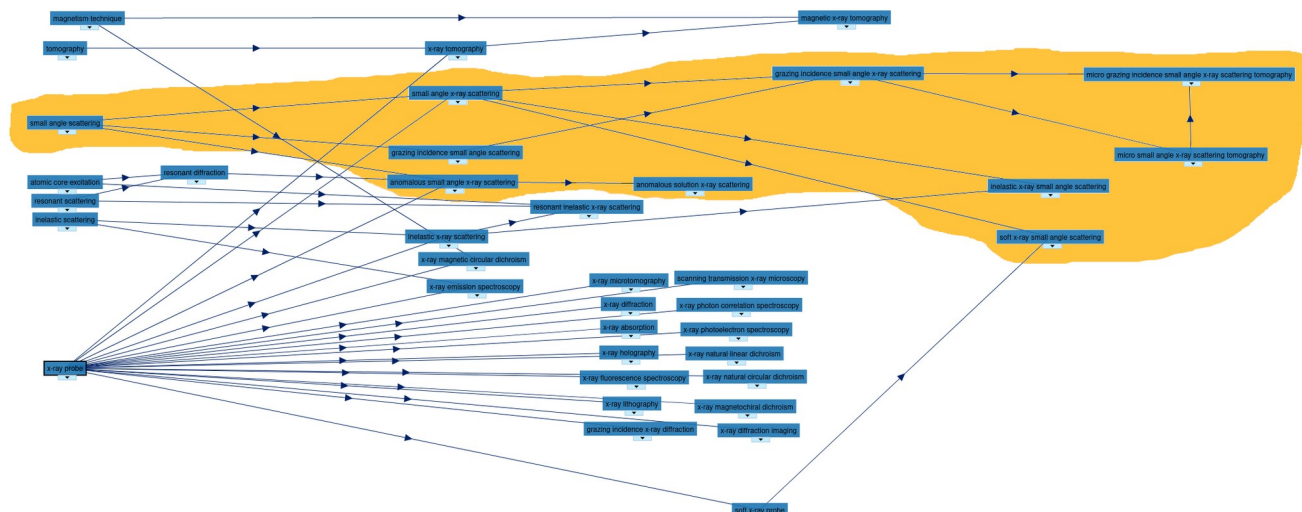 magnetism technique
magnetic x-ray tomography
tomography
x-ray tomography
grazing incidence small angle x-ray scattering
micro grazing incidence small angle x-ray scattering tomography
small angle x-ray scattering
small angle scattering
grazing incidence small angle scattering
micro small angle x-ray scattering tomography
resonant diffraction
atomic core exitation
anomalous small angle x-ray scattering
anomalous solution x-ray scattering
inelastic x-ray small angle scattering
resonant scattering
resonant inelastic x-ray scattering
inelastic scattering
inelastic x-ray scattering
soft x-ray small angle scattering
x-ray magnetic circular dichroism
x-ray microtomography
scanning transmission x-ray microscopy
x-ray emission spectroscopy
x-ray diffraction
x-ray photon correlation spectroscopy
x-ray absorption
x-ray photoelectron spectroscopy
x-ray holography
x-ray natural linear dichroism
x-ray probe
x-ray fluorescence spectroscopy
x-ray natural circular dichroism
x-ray lithography
x-ray magnetochiral dichroism
grazing incidence x-ray diffraction
x-ray diffraction imaging
soft x-ray probe